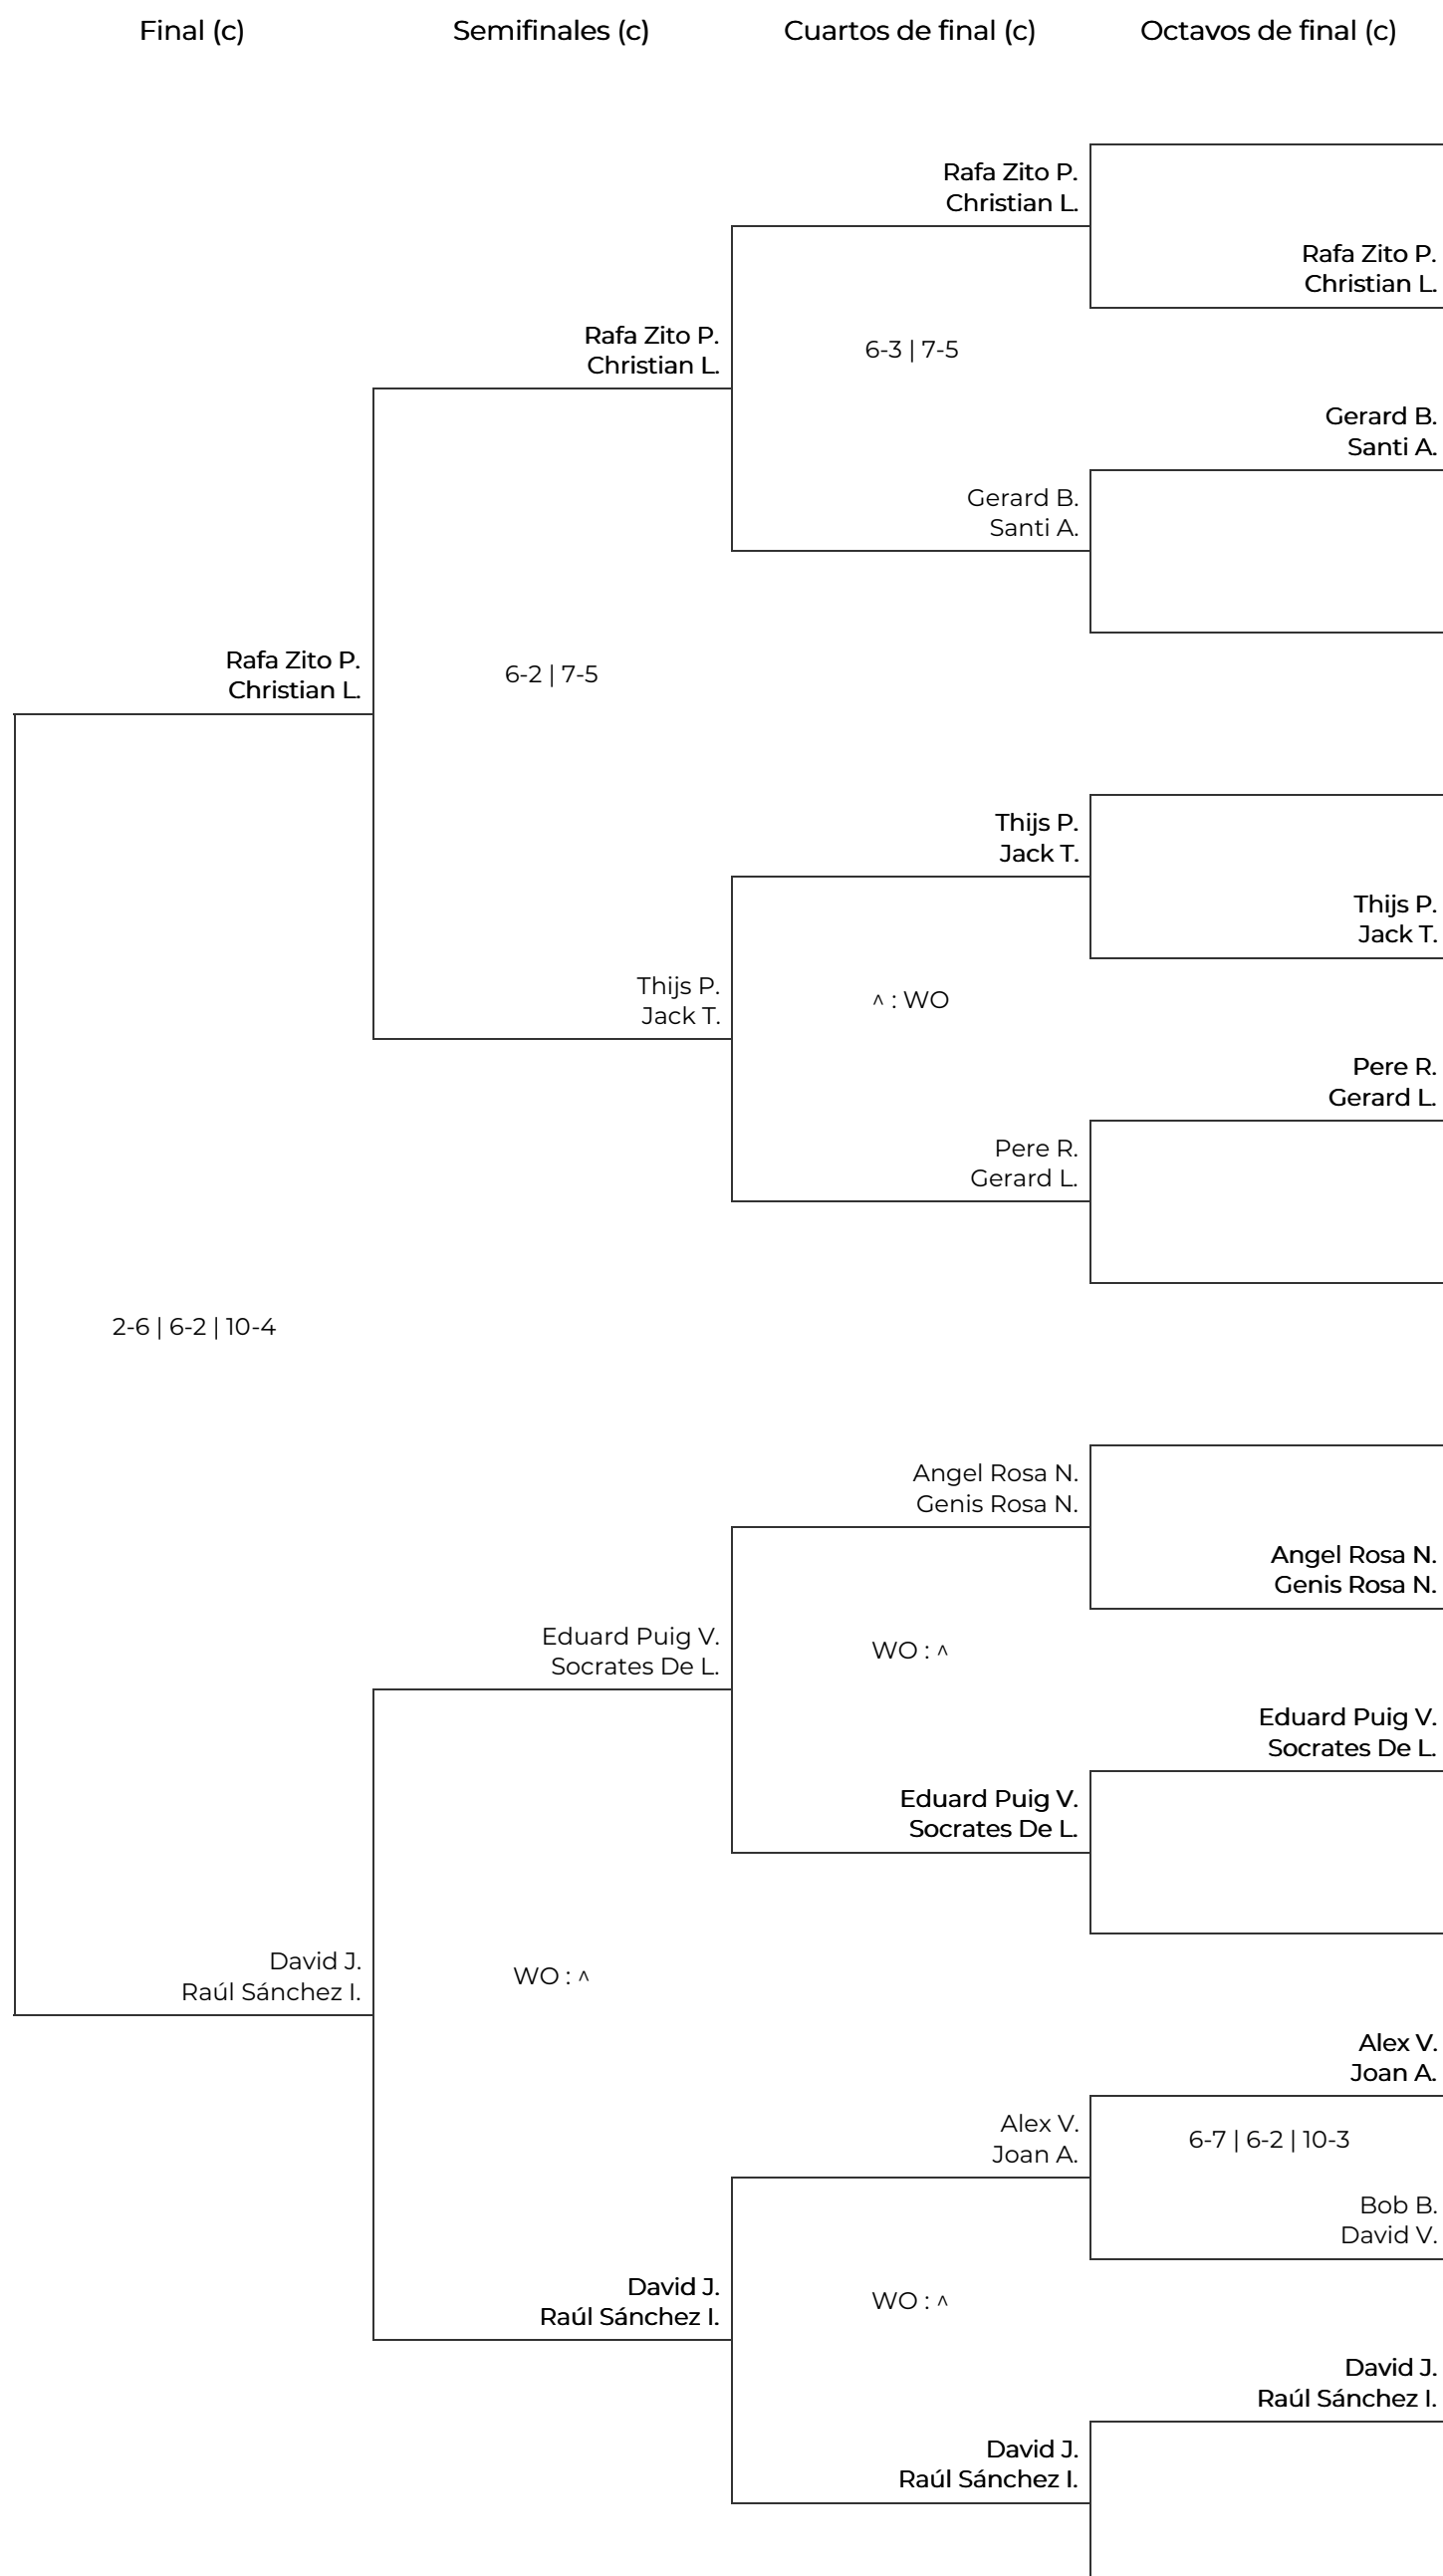 Final (c)
Semifinales (c)
Cuartos de final (c)
Octavos de final (c)
Rafa Zito P.
Christian L.
Rafa Zito P.
Christian L.
Rafa Zito P.
Christian L.
6-3 | 7-5
Gerard B.
Santi A.
Gerard B.
Santi A.
Rafa Zito P.
Christian L.
6-2 | 7-5
Thijs P.
Jack T.
Thijs P.
Jack T.
Thijs P.
Jack T.
^ : WO
Pere R.
Gerard L.
Pere R.
Gerard L.
2-6 | 6-2 | 10-4
Angel Rosa N.
Genis Rosa N.
Angel Rosa N.
Genis Rosa N.
Eduard Puig V.
Socrates De L.
WO : ^
Eduard Puig V.
Socrates De L.
Eduard Puig V.
Socrates De L.
David J.
Raúl Sánchez I.
WO : ^
Alex V.
Joan A.
Alex V.
Joan A.
6-7 | 6-2 | 10-3
Bob B.
David V.
David J.
Raúl Sánchez I.
WO : ^
David J.
Raúl Sánchez I.
David J.
Raúl Sánchez I.